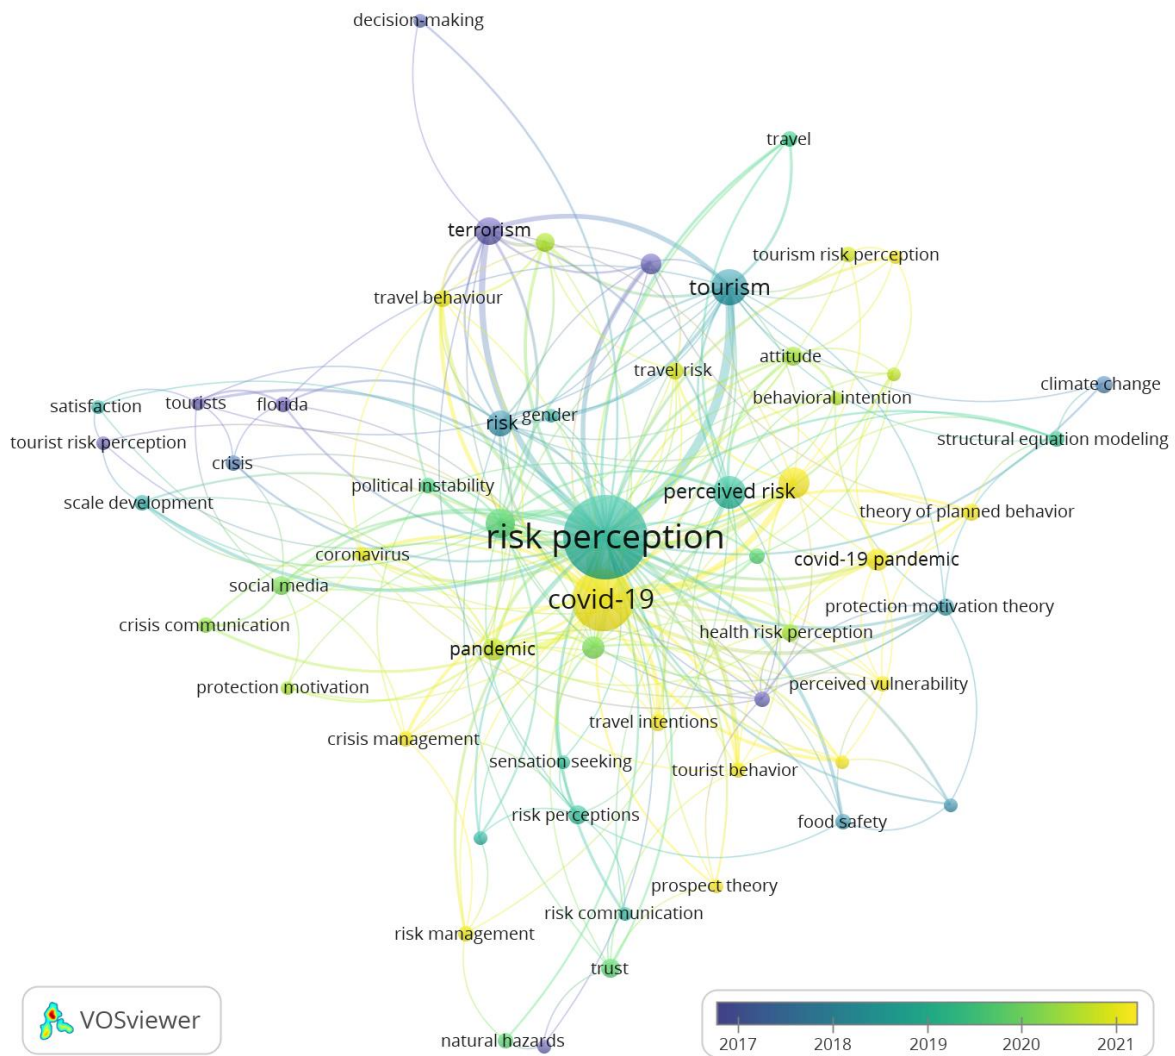 decision-making
travel
terrorism
tourism risk perception
tourism
travel behaviour
attitude
travel risk
climate change
behavioral intention
satisfaction
tourists
florida
gender
risk
structural equation modeling
tourist risk perception
crisis
political instability
perceived risk
scale development
theory of planned behavior
risk perception
coronavirus
covid-19 pandemic
social media
covid-19
protection motivation theory
crisis communication
health risk perception
pandemic
protection motivation
perceived vulnerability
travel intentions
crisis management
sensation seeking
tourist behavior
risk perceptions
food safety
prospect theory
risk communication
risk management
trust
natural hazards
VOSviewer
2017 2018 2019 2020 2021